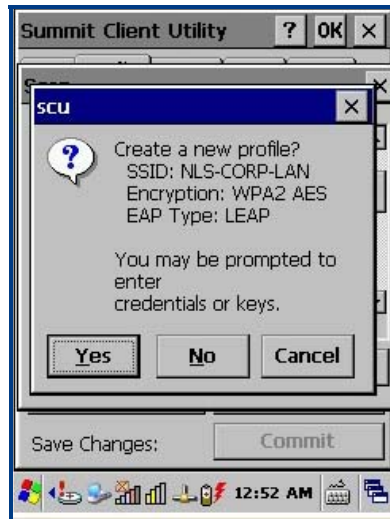 Summit Client Utility ? OK ×
scu ×
?
Create a new profile?
SSID: NLS-CORP-LAN
Encryption: WPA2 AES
EAP Type: LEAP
You may be prompted to
enter
credentials or keys.
Yes No Cancel
Save Changes: Commit
12:52 AM